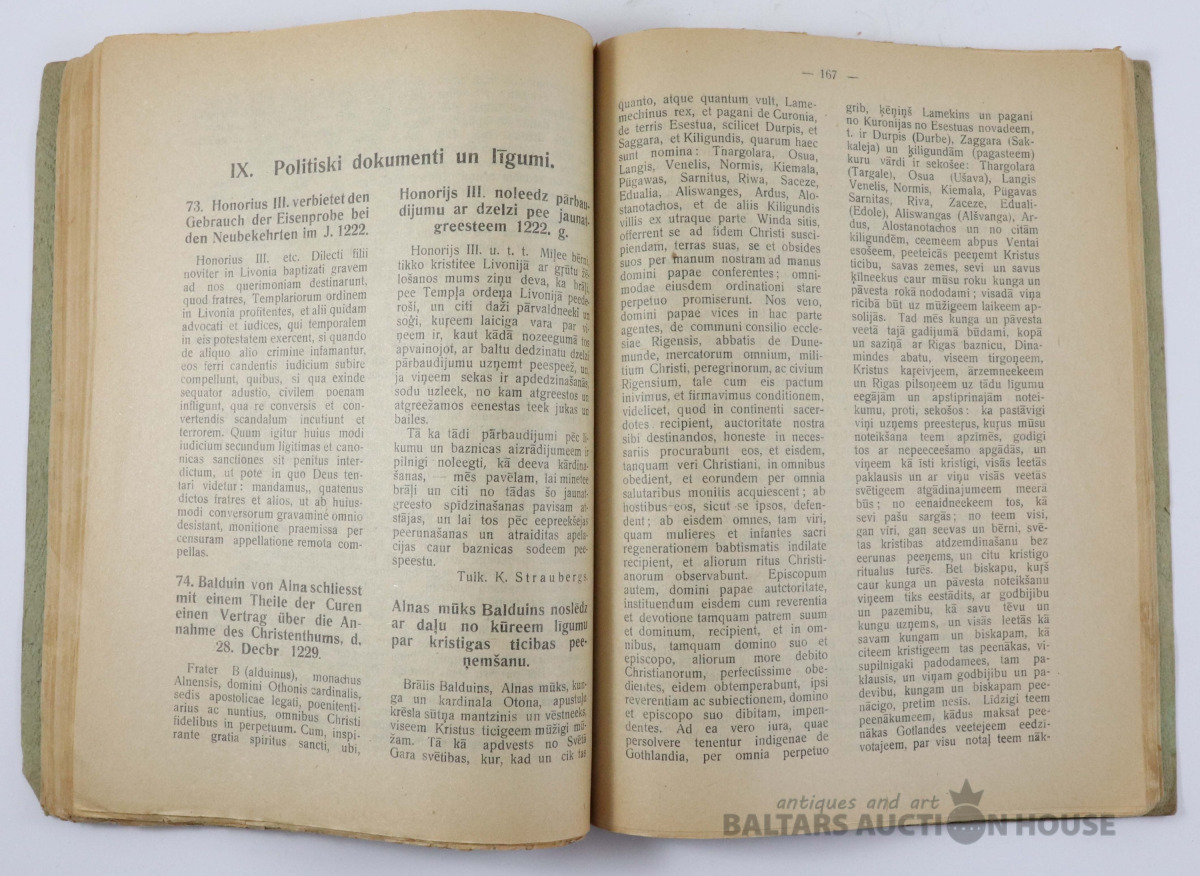 IX. Politiski dokumenti un līgumi.
73. Honorius III. verbietet den
Gebrauch der Eisenprobe bei
den Neubekehrten im J. 1222.
Honorius III. etc. Dilecti filii
noviter in Livonia baptizati gravem
ad nos querimoniam destinarunt,
quod fratres, Templariorum ordinem
in Livonia profitentes, et alii quidam
advocati et iudices, qui temporalem
in eis potestatem exercent, si quando
de aliquo alio crimine infamantur,
eos ferri candentis iudicium subire
compellunt, quibus, si qua exinde
sequator adustio, civilem poenam
infligunt, qua re conversis et con-
vertendis scandalum incutiunt et
terrorem. Quum igitur huius modi
iudicium secundum ligitimas et cano-
nicas sanctiones sit penitus inter-
dictum, ut pote in quo Deus ten-
tari videtur: mandamus, quatenus
dictos fratres et alios, ut ab huius-
modi conversorum gravamine omnio
desistant, monitione praemissa per
censuram appellatione remota com-
pellas.
74. Balduin von Alna schliesst
mit einem Theile der Curen
einen Vertrag über die An-
nahme des Christenthums, d.
28. Decbr 1229.
Frater B (alduinus), monachus
Alnensis, domini Othonis cardinalis,
sedis apostolicae legati, poenitenti-
arius ac nuntius, omnibus Christi
fidelibus in perpetuum. Cum, inspi-
rante gratia spiritus sancti, ubi,
Honorijs III. noleedz pārbau-
dījumu ar dzelzi pee jaunat-
greesteem 1222. g.
Honorijs III. u. t. t. Mīļee bērni
tikko kristitee Livonijā ar grūtu
lošanos mums ziņu deva, ka brāļi,
pee Tempļa ordeņa Livonijā peede-
roši, un citi daži pārvaldneeki un
soģi, kuŗeem laiciga vara par vi-
ņeem ir, kaut kādā nozeegumā tos
apvainojot, ar baltu dedzinatu dzelzi
pārbaudijumu uzņemt peespeež, un,
ja viņeem sekas ir apdedzinašanās,
sodu uzleek, no kam atgreestos un
atgreežamos eenestas teek jukas un
bailes.
Tā ka tādi pārbaudijumi pēc li-
kumu un baznicas aizrādijumeem ir
pilnigi noleegti, kā deeva kārdina-
šanas, — mēs pavēlam, lai minetee
brāļi un citi no tādas šo jaunat-
greesto spīdzinašanas pavisam at-
stājas, un lai tos pēc eepreekšejas
peerunašanas un atraiditas apela-
cijas caur baznicas sodeem pee-
speestu.
Tulk. K. Straubergs.
Alnas mūks Balduins noslēdz
ar daļu no kūreem līgumu
par kristigas ticibas pee-
ņemšanu.
Brālis Balduins, Alnas mūks, kun-
ga un kardinala Otona, apustuļu
krēsla sūtņa mantzinis un vēstneeks,
viseem Kristus ticigeem mūžigi mū-
žam. Tā kā apdvests no Svētā
Gara svētibas, kur, kad un cik tas
— 167 —
quanto, atque quantum vult, Lame-
mechinus rex, et pagani de Curonia,
de terris Esestua, scilicet Durpis, et
Saggara, et Kiligundis, quarum haec
sunt nomina: Thargolara, Osua,
Langis, Venelis, Normis, Kiemala,
Pügawas, Sarnitus, Riwa, Saceze,
Edualia, Aliswanges, Ardus, Alo-
stanotachos, et de aliis Kiligundis
villis ex utraque parte Winda sitis,
offerrent se ad fidem Christi susci-
piendam, terras suas, se et obsides
suos per manum nostram ad manus
domini papae conferentes; omni-
modae eiusdem ordinationi stare
perpetuo promiserunt. Nos vero,
domini papae vices in hac parte
agentes, de communi consilio eccle-
siae Rigensis, abbatis de Dune-
munde, mercatorum omnium, mili-
tium Christi, peregrinorum, ac civium
Rigensium, tale cum eis pactum
inivimus, et firmavimus conditionem,
videlicet, quod in continenti sacer-
dotes recipient, auctoritate nostra
sibi destinandos, honeste in neces-
sariis procurabunt eos, et eisdem,
tanquam veri Christiani, in omnibus
obedient, et eorundem per omnia
salutaribus monitis acquiescent; ab
hostibus eos, sicut se ipsos, defen-
dent; ab eisdem omnes, tam viri,
quam mulieres et infantes sacri
regenerationem babtismatis indilate
recipient, et aliorum ritus Christi-
anorum observabunt. Episcopum
autem, domini papae autctoritate,
instituendum eisdem cum reverentia
et devotione tamquam patrem suum
et dominum, recipient, et in om-
nibus, tamquam domino suo et
episcopo, aliorum more debito
Christianorum, perfectissime obe-
dientes, eidem obtemperabunt, ipsi
reverentiam ac subiectionem, domino
et episcopo suo dibitam, impen-
dentes. Ad ea vero iura, quae
persolvere tenentur indigenae de
Gothlandia, per omnia perpetuo
grib, ķēņiņš Lamekins un pagani
no Kuronijas no Esestuas novadeem,
t. ir Durpis (Durbe), Zaggara (Sak-
kaleja) un ķiligundām (pagasteem)
kuru vārdi ir sekošee: Thargolara
(Targale), Osua (Ušava), Langis
Venelis, Normis, Kiemala, Pügavas
Sarnitas, Riva, Zaceze, Eduali-
(Edole), Aliswangas (Alšvanga), Ar-
dus, Alostanotachos un no citām
kiligundēm, ceemeem abpus Ventai
esošeem, peeteicās peeņemt Kristus
ticibu, savas zemes, sevi un savus
ķīlneekus caur mūsu roku kunga un
pāvesta rokā nododami; visadā viņa
ricībā būt uz mūžigeem laikeem ap-
solijās. Tad mēs kunga un pāvesta
veetā tajā gadijumā būdami, kopā
un saziņā ar Rigas baznicu, Dina-
mindes abatu, viseem tirgoņeem,
Kristus kaŗeivjeem, ārzemneekeem
un Rigas pilsoņeem uz tādu līgumu
eegājām un apstiprinajām notei-
kumu, proti, sekošos: ka pastāvigi
viņi uzņems preesterus, kuŗus mūsu
noteikšana teem apzīmēs, godigi
tos ar nepeeceešamo apgādās, un
viņeem kā īsti kristigi, visās leetās
paklausis un ar viņu visās veetās
svētigeem atgādinajumeem meerā
būs; no eenaidneekeem tos, kā
sevi pašu sargās; no teem visi,
gan vīri, gan seevas un bērni, svē-
tas kristibas atdzemdinašanu bez
eerunas peeņems, un citu kristigo
ritualus turēs. Bet biskapu, kuŗš
caur kunga un pāvesta noteikšanu
viņeem tiks eestādits, ar godbijibu
un pazemibu, kā savu tēvu un
kungu uzņems, un visās leetās kā
savam kungam un biskapam, kā
citeem kristigeem tas peenākas, vi-
supilnigaki padodamees, tam pa-
klausis, un viņam godbijibu un pa-
devibu, kungam un biskapam pee-
nācigo, pretim nesis. Līdzigi teem
peenākumeem, kādus maksat pee-
nākas Gotlandes veetejeem eedzi-
votajeem, par visu notaļ teem nāk-
antiques and art
BALTARS AUCTION HOUSE